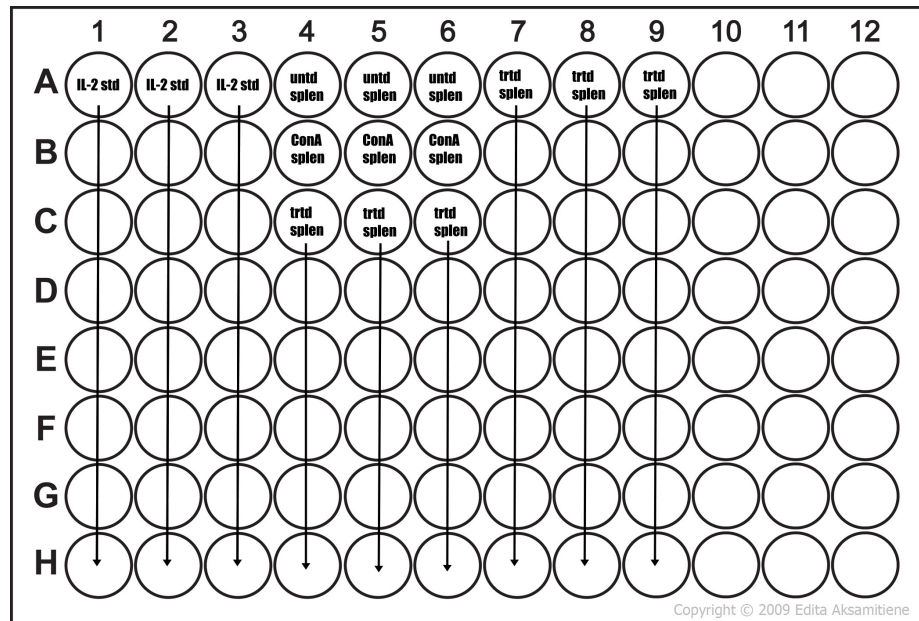 1 2 3 4 5 6 7 8 9 10 11 12
A IL-2 std IL-2 std IL-2 std untd splen untd splen untd splen trtd splen trtd splen trtd splen
B ConA splen ConA splen ConA splen
C trtd splen trtd splen trtd splen
D
E
F
G
H
Copyright © 2009 Edita Aksamitiene